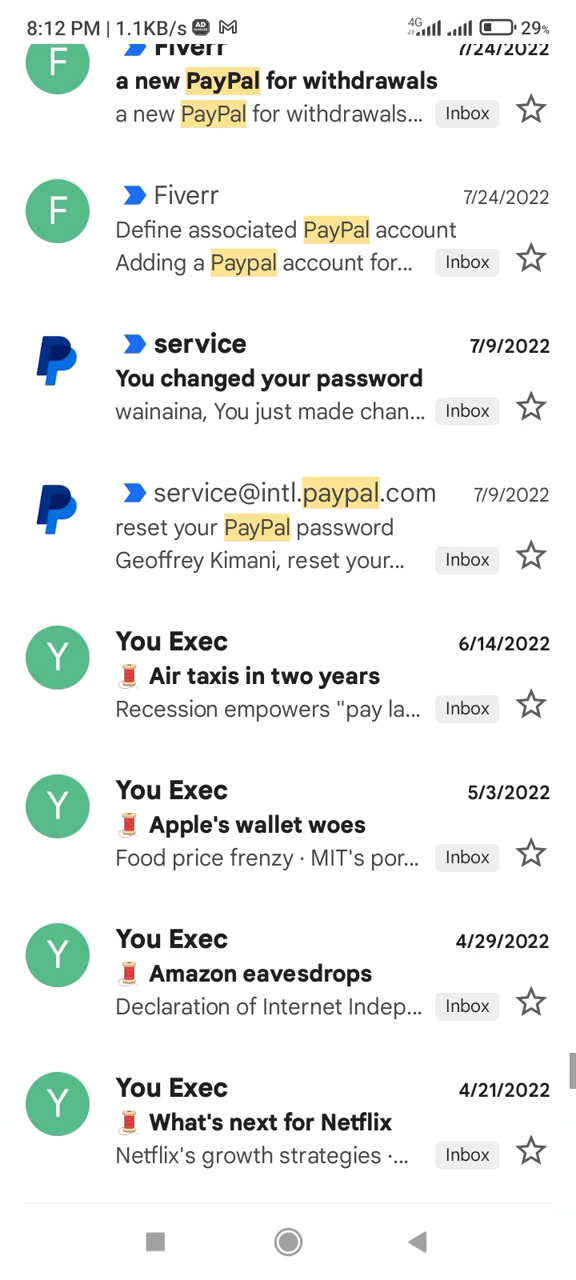 8:12 PM | 1.1KB/s AD 4G 29%
F Fiverr 7/24/2022
a new PayPal for withdrawals
a new PayPal for withdrawals... Inbox
F Fiverr 7/24/2022
Define associated PayPal account
Adding a Paypal account for... Inbox
service 7/9/2022
You changed your password
wainaina, You just made chan... Inbox
service@intl.paypal.com 7/9/2022
reset your PayPal password
Geoffrey Kimani, reset your... Inbox
Y You Exec 6/14/2022
Air taxis in two years
Recession empowers "pay la... Inbox
Y You Exec 5/3/2022
Apple's wallet woes
Food price frenzy · MIT's por... Inbox
Y You Exec 4/29/2022
Amazon eavesdrops
Declaration of Internet Indep... Inbox
Y You Exec 4/21/2022
What's next for Netflix
Netflix's growth strategies ·... Inbox